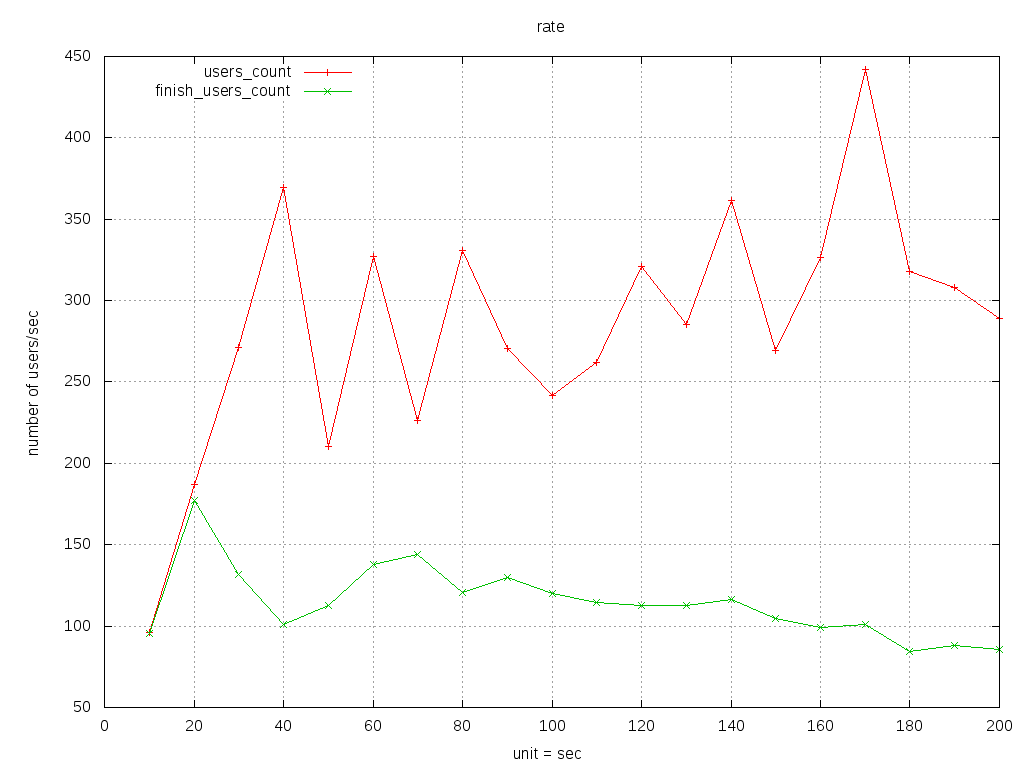 rate
users_count
finish_users_count
450
400
350
300
250
200
150
100
50
number of users/sec
0 20 40 60 80 100 120 140 160 180 200
unit = sec